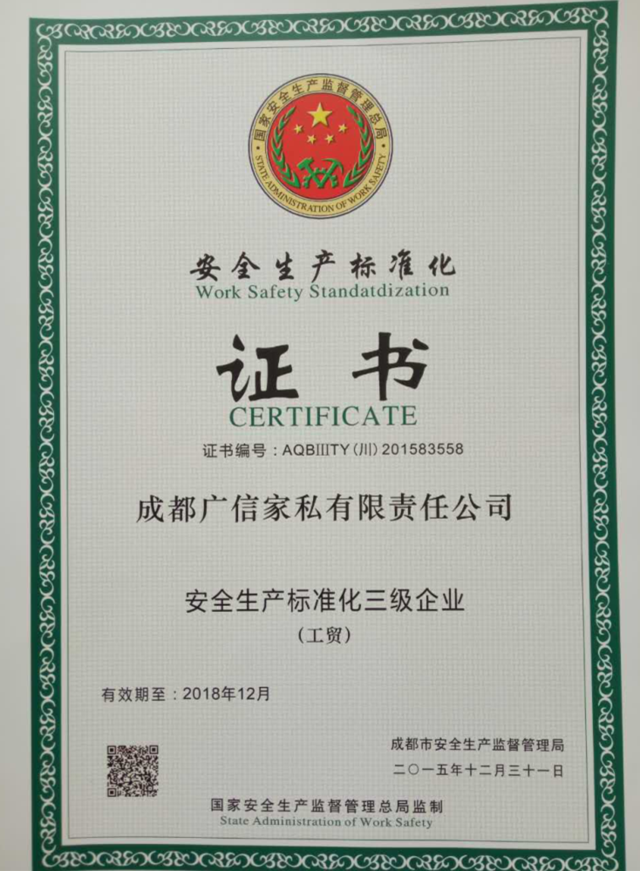 国家安全生产监督管理总局
STATE ADMINISTRATION OF WORK SAFETY
安全生产标准化
Work Safety Standatdization
证书
CERTIFICATE
证书编号：AQBⅢTY（川）201583558
成都广信家私有限责任公司
安全生产标准化三级企业
（工贸）
有效期至：2018年12月
成都市安全生产监督管理局
二〇一五年十二月三十一日
国家安全生产监督管理总局监制
State Administration of Work Safety